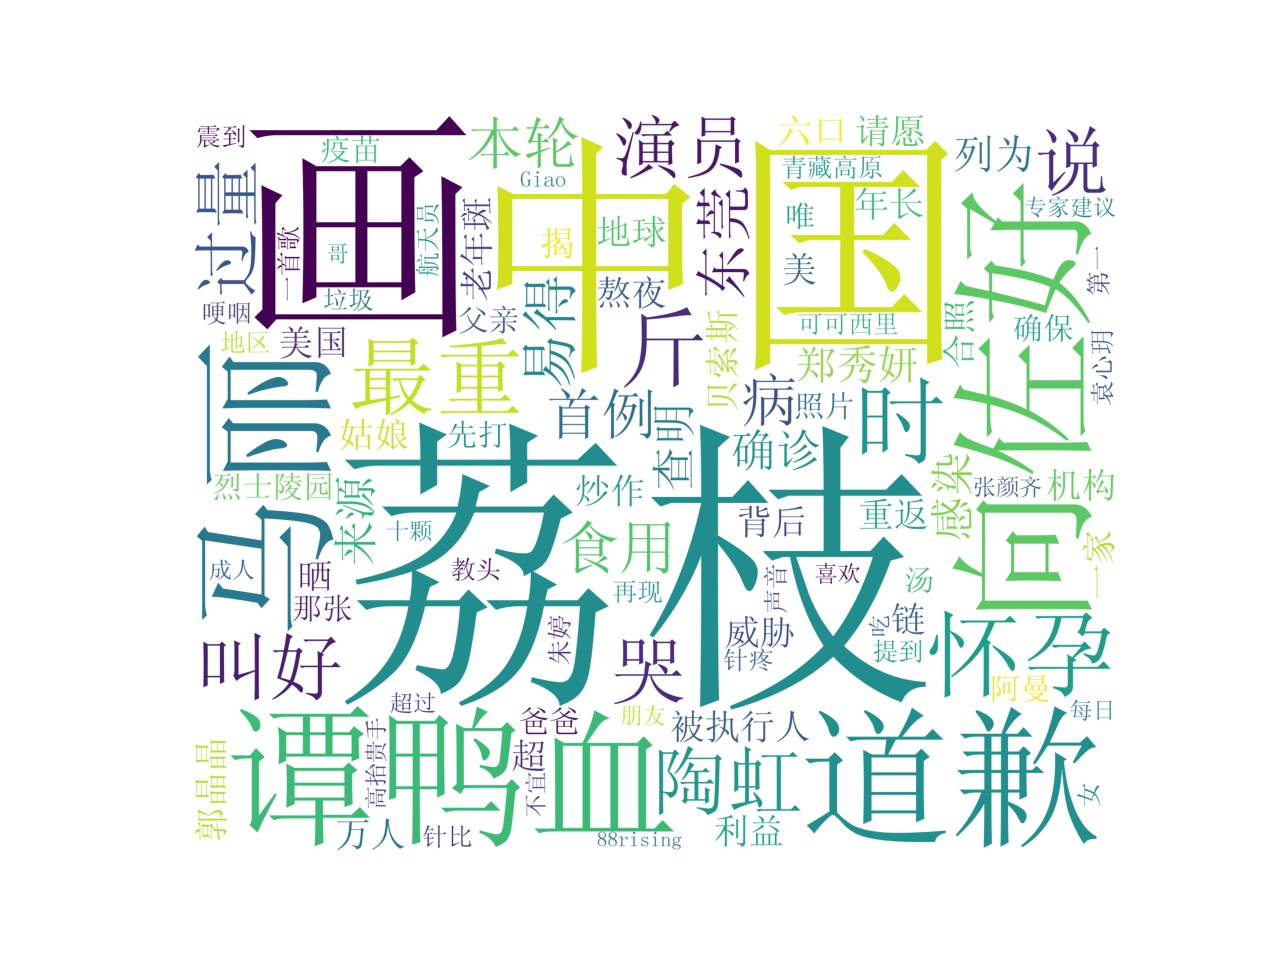 震到
疫苗
本轮
Giao
演员
六口
请愿
列为
说
过量
画
中国
青藏高原
专家建议
一首歌
哥
航天员
老年斑
揭
地球
东莞
唯
年长
向佐
好
第一
垃圾
易得
熬夜
美
哽咽
地区
美国
父亲
斤
贝索斯
可可西里
合照
确保
马丽
最重
郑秀妍
袁心玥
姑娘
先打
首例
查明
病
照片
时
确诊
烈士陵园
来源
十颗
荔枝
炒作
食用
背后
重返
感染
张颜齐
机构
成人
晒
那张
教头
再现
声音
喜欢
汤
一家
叫好
朱婷
哭
威胁
针疼
吃
链
提到
怀孕
阿曼
超过
爸爸
朋友
被执行人
每日
郭晶晶
谭鸭血
高抬贵手
超
不宜
陶虹
道歉
女
万人
针比
88rising
利益